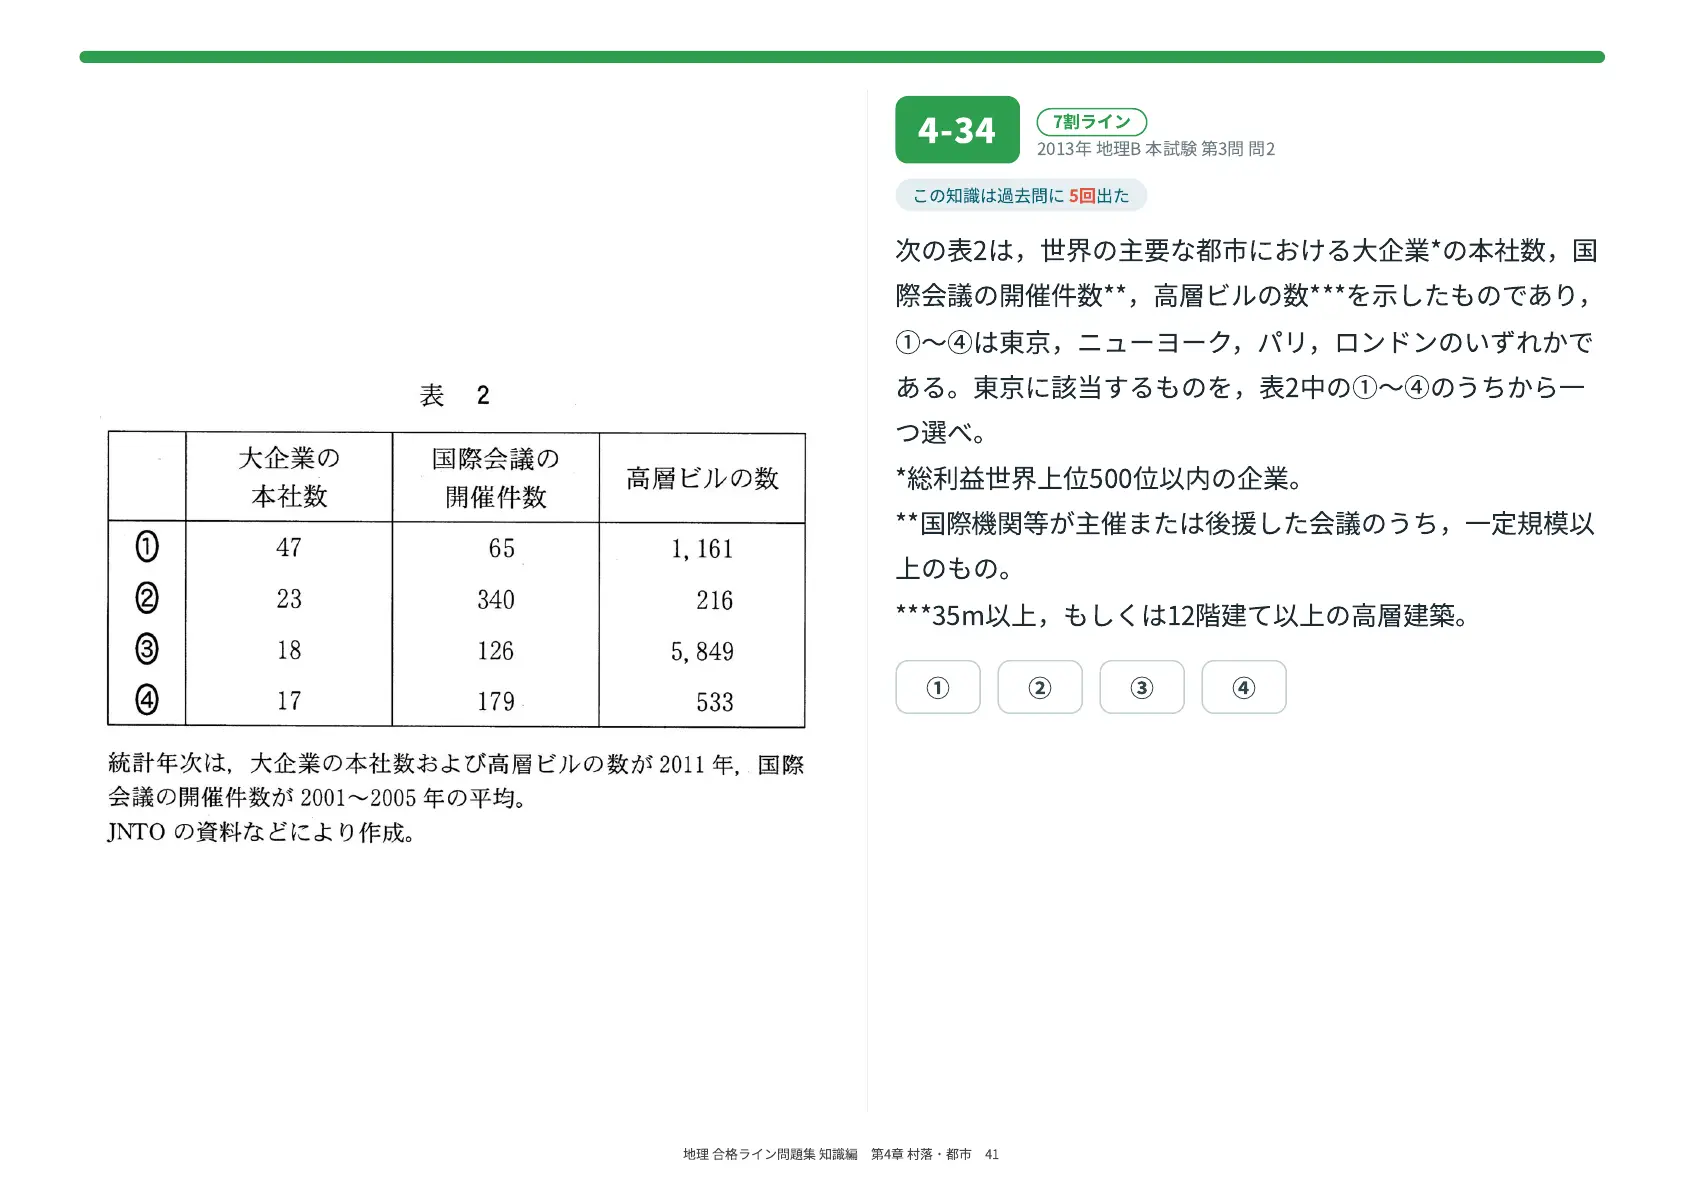 表 2
大企業の本社数 国際会議の開催件数 高層ビルの数
① 47 65 1,161
② 23 340 216
③ 18 126 5,849
④ 17 179 533
統計年次は，大企業の本社数および高層ビルの数が 2011 年，国際
会議の開催件数が 2001～2005 年の平均。
JNTO の資料などにより作成。
4-34
7割ライン
2013年 地理B 本試験 第3問 問2
この知識は過去問に 5回出た
次の表2は，世界の主要な都市における大企業*の本社数，国
際会議の開催件数**，高層ビルの数***を示したものであり，
①～④は東京，ニューヨーク，パリ，ロンドンのいずれかで
ある。東京に該当するものを，表2中の①～④のうちから一
つ選べ。
*総利益世界上位500位以内の企業。
**国際機関等が主催または後援した会議のうち，一定規模以
上のもの。
***35m以上，もしくは12階建て以上の高層建築。
① ② ③ ④
地理 合格ライン問題集 知識編 第4章 村落・都市 41